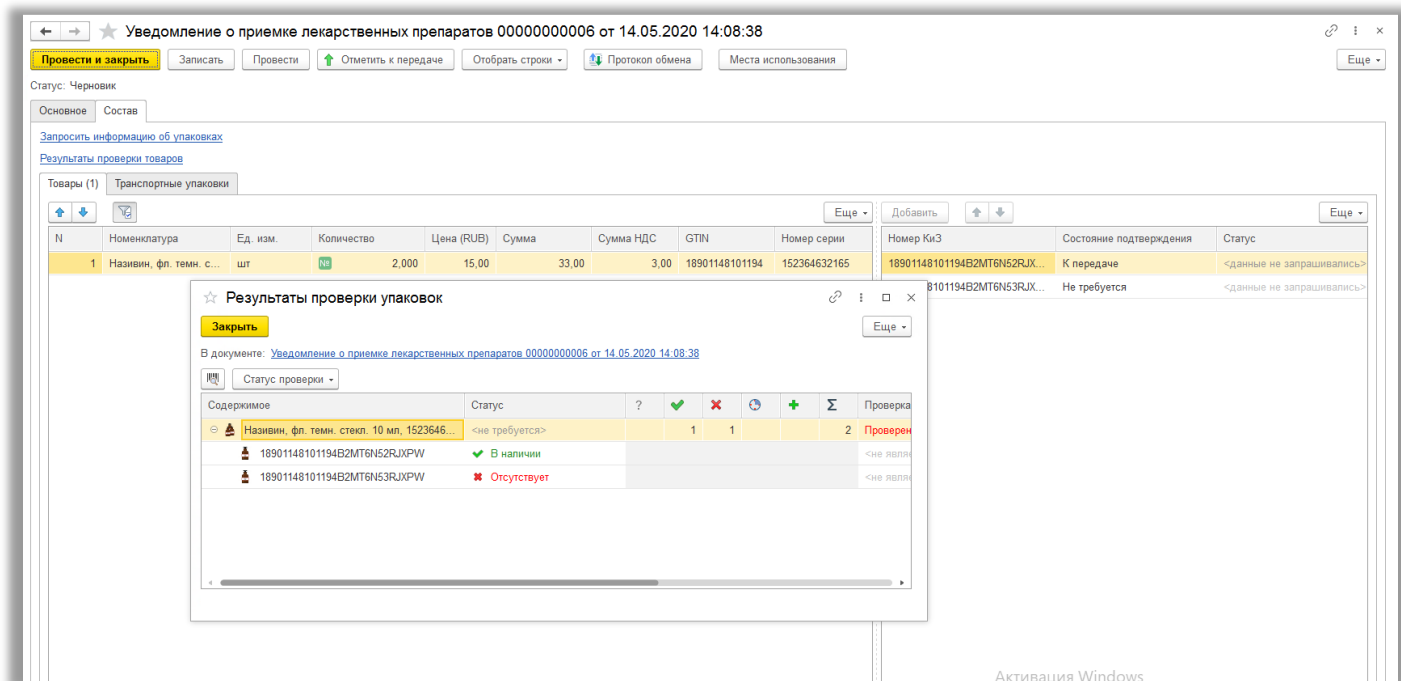 Уведомление о приемке лекарственных препаратов 00000000006 от 14.05.2020 14:08:38
Провести и закрыть Записать Провести Отметить к передаче Отобрать строки Протокол обмена Места использования Еще
Статус: Черновик
Основное Состав
Запросить информацию об упаковках
Результаты проверки товаров
Товары (1) Транспортные упаковки
Еще Добавить Еще
N Номенклатура Ед. изм. Количество Цена (RUB) Сумма Сумма НДС GTIN Номер серии Номер КиЗ Состояние подтверждения Статус
1 Називин, фл. темн. с... шт № 2,000 15,00 33,00 3,00 18901148101194 152364632165 18901148101194B2MT6N52RJX... К передаче <данные не запрашивались>
8101194B2MT6N53RJX... Не требуется <данные не запрашивались>
Результаты проверки упаковок
Закрыть Еще
В документе: Уведомление о приемке лекарственных препаратов 00000000006 от 14.05.2020 14:08:38
Статус проверки
Содержимое Статус ? Σ Проверка
Називин, фл. темн. стекл. 10 мл, 1523646... <не требуется> 1 1 2 Проверен
18901148101194B2MT6N52RJXPW В наличии <не явля
18901148101194B2MT6N53RJXPW Отсутствует <не явля
Активация Windows